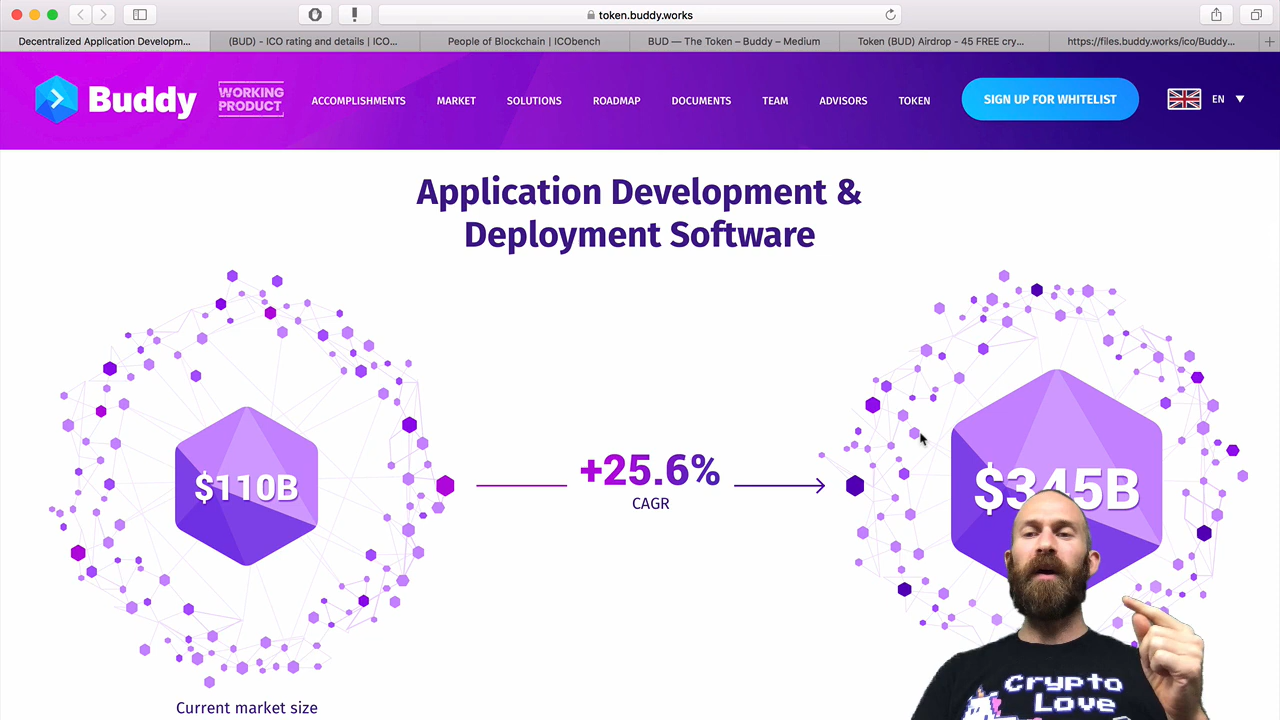 token.buddy.works
Decentralized Application Developm...
(BUD) - ICO rating and details | ICO...
People of Blockchain | ICObench
BUD — The Token – Buddy – Medium
Token (BUD) Airdrop - 45 FREE cry...
https://files.buddy.works/ico/Buddy...
Buddy
WORKING
PRODUCT
ACCOMPLISHMENTS
MARKET
SOLUTIONS
ROADMAP
DOCUMENTS
TEAM
ADVISORS
TOKEN
SIGN UP FOR WHITELIST
EN
Application Development &
Deployment Software
$110B
+25.6%
CAGR
$345B
Current market size
Crypto
Love